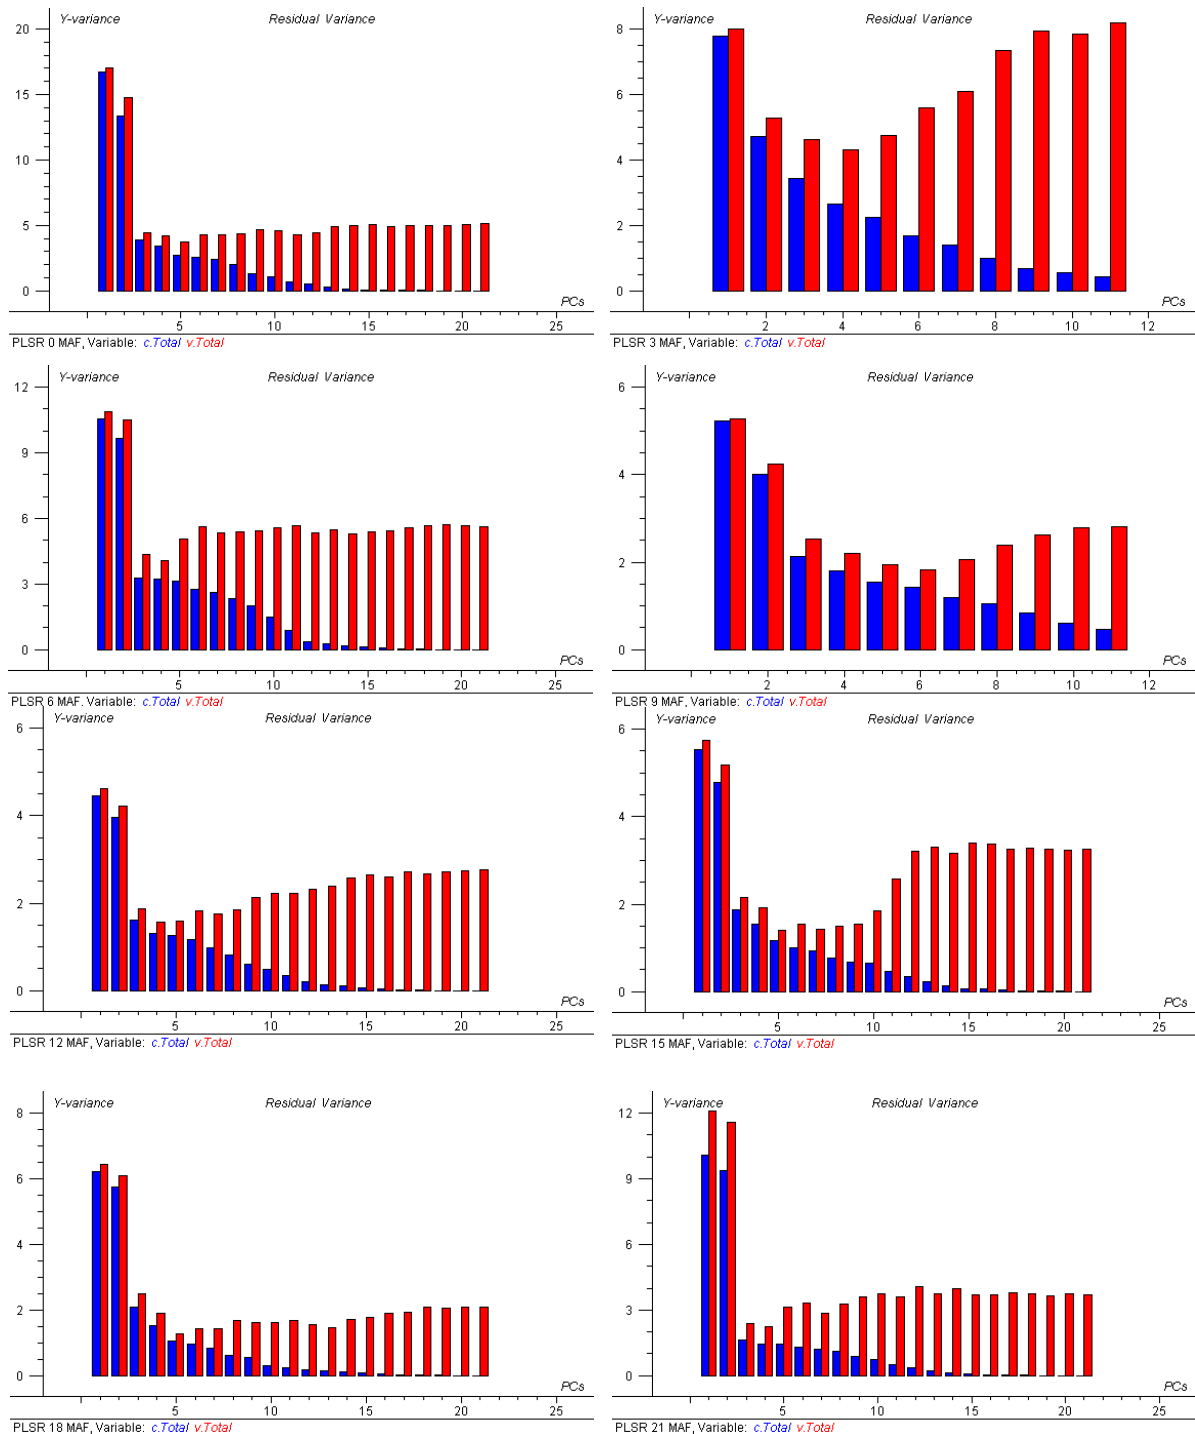 Y-variance Residual Variance
20
15
10
5
0
PCs
5 10 15 20 25
PLSR 0 MAF, Variable: c.Total v.Total
Y-variance Residual Variance
8
6
4
2
0
PCs
2 4 6 8 10 12
PLSR 3 MAF, Variable: c.Total v.Total
Y-variance Residual Variance
12
9
6
3
0
PCs
5 10 15 20 25
PLSR 6 MAF. Variable: c.Total v.Total
Y-variance Residual Variance
6
4
2
0
PCs
2 4 6 8 10 12
PLSR 9 MAF, Variable: c.Total v.Total
Y-variance Residual Variance
6
4
2
0
PCs
5 10 15 20 25
PLSR 12 MAF, Variable: c.Total v.Total
Y-variance Residual Variance
6
4
2
0
PCs
5 10 15 20 25
PLSR 15 MAF, Variable: c.Total v.Total
Y-variance Residual Variance
8
6
4
2
0
PCs
5 10 15 20 25
PLSR 18 MAF, Variable: c.Total v.Total
Y-variance Residual Variance
12
9
6
3
0
PCs
5 10 15 20 25
PLSR 21 MAF, Variable: c.Total v.Total